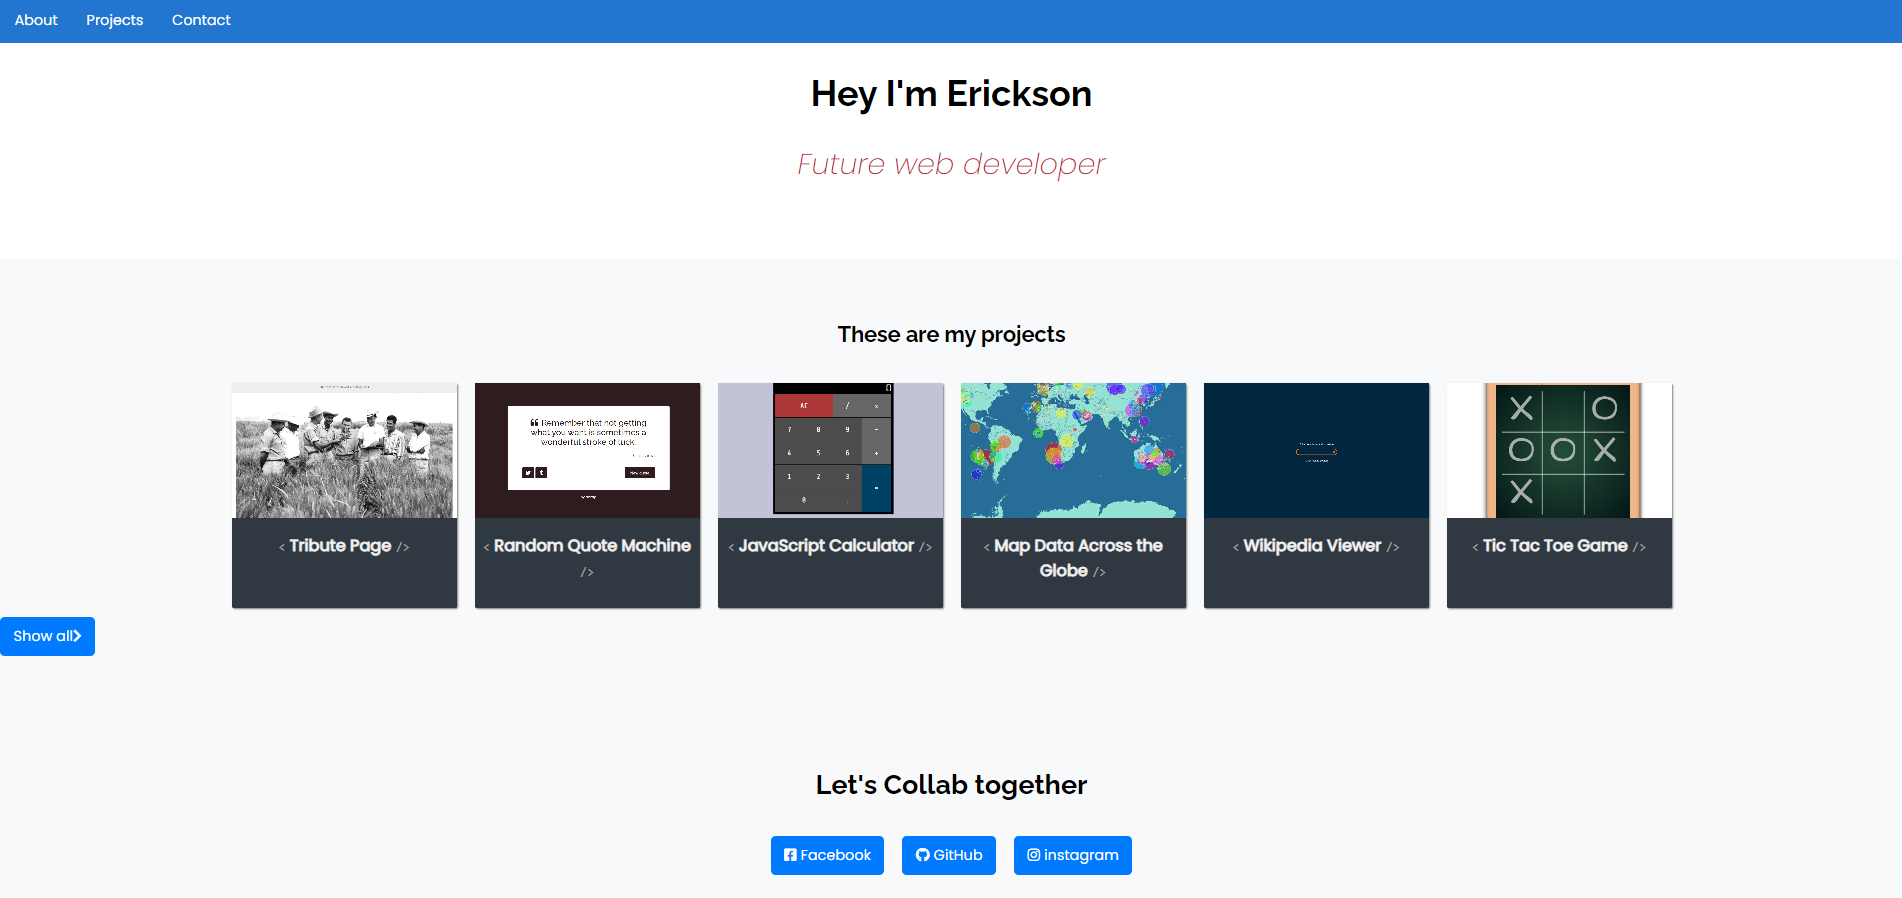 About Projects Contact
Hey I'm Erickson
Future web developer
These are my projects
Remember that not getting
what you want is sometimes a
wonderful stroke of luck.
New quote
AC / x
7 8 9 -
4 5 6 +
1 2 3 =
0 .
X O
O O X
X
< Tribute Page />
< Random Quote Machine
/>
< JavaScript Calculator />
< Map Data Across the
Globe />
< Wikipedia Viewer />
< Tic Tac Toe Game />
Show all
Let's Collab together
Facebook GitHub instagram